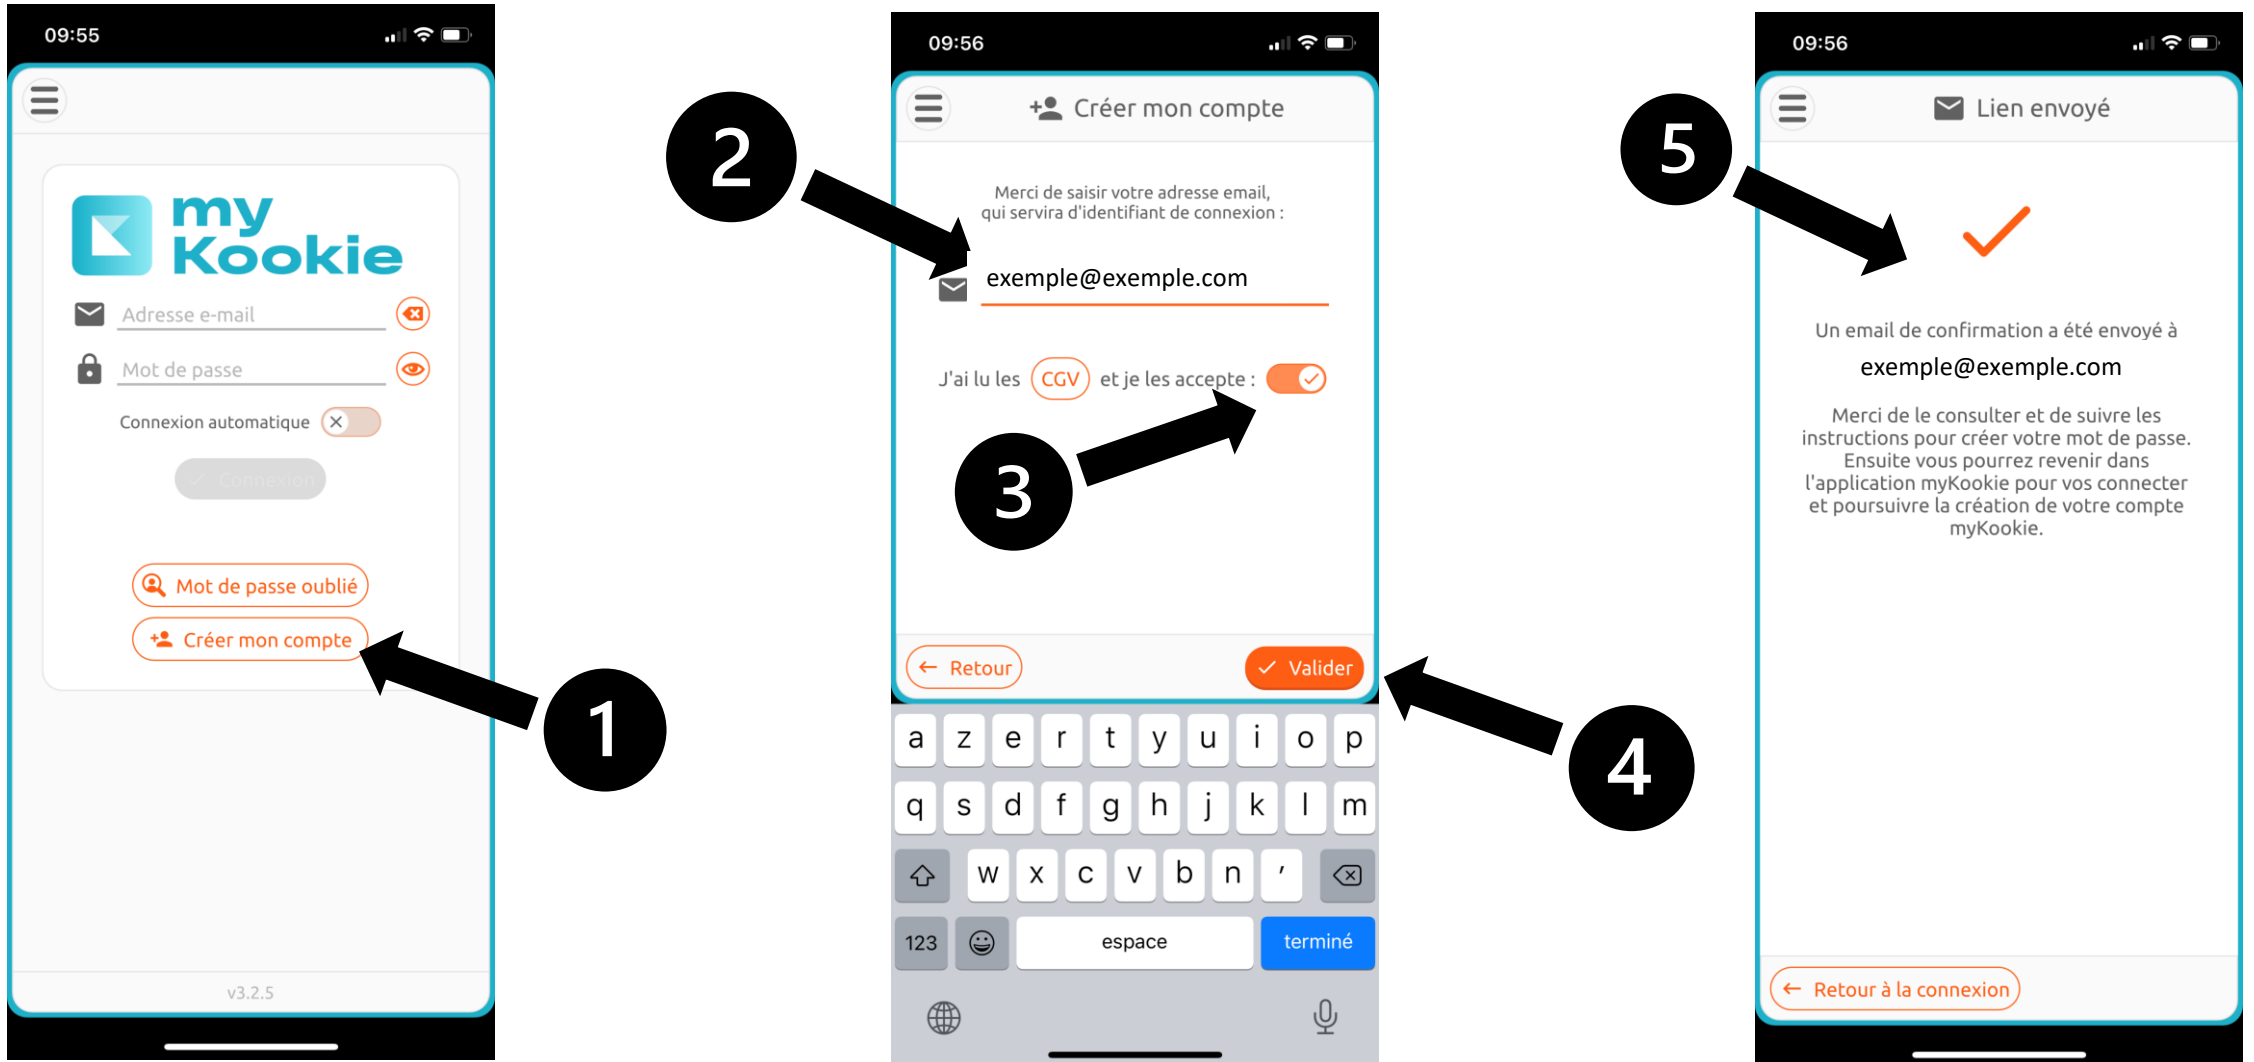 09:55
my
Kookie
Adresse e-mail
Mot de passe
Connexion automatique
Connexion
Mot de passe oublié
Créer mon compte
v3.2.5
1
2
09:56
Créer mon compte
Merci de saisir votre adresse email,
qui servira d'identifiant de connexion :
exemple@exemple.com
J'ai lu les CGV et je les accepte :
3
Retour
Valider
4
a z e r t y u i o p
q s d f g h j k l m
w x c v b n '
123 espace terminé
5
09:56
Lien envoyé
Un email de confirmation a été envoyé à
exemple@exemple.com
Merci de le consulter et de suivre les
instructions pour créer votre mot de passe.
Ensuite vous pourrez revenir dans
l'application myKookie pour vos connecter
et poursuivre la création de votre compte
myKookie.
Retour à la connexion